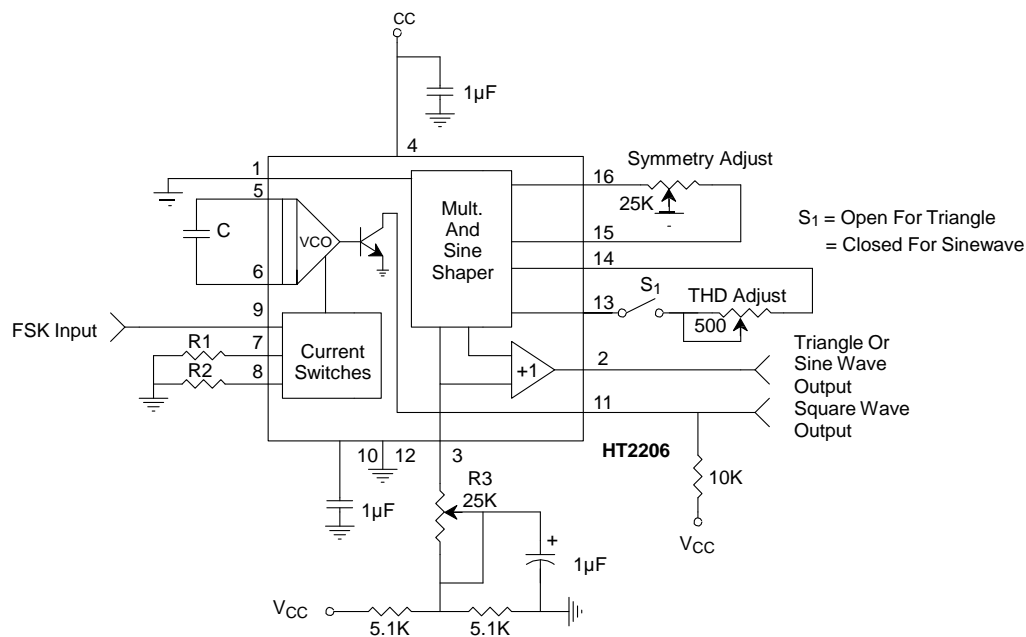 CC
1µF
4
1
16
Symmetry Adjust
5
Mult.
And
Sine
Shaper
25K
C
VCO
15
S1 = Open For Triangle
= Closed For Sinewave
6
14
S1
THD Adjust
9
13
FSK Input
500
R1
7
Current
Switches
R2
8
+1
2
Triangle Or
Sine Wave
Output
11
Square Wave
Output
10
12
3
HT2206
1µF
R3
25K
10K
VCC
+
1µF
VCC
5.1K
5.1K